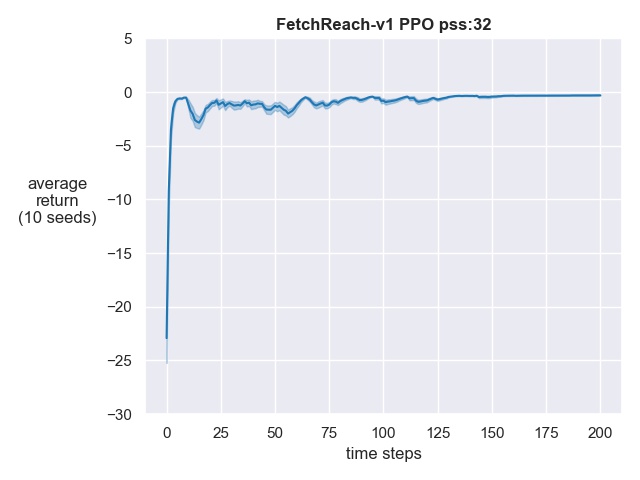 FetchReach-v1 PPO pss:32
5
0
−5
−10
−15
−20
−25
−30
average
return
(10 seeds)
0 25 50 75 100 125 150 175 200
time steps